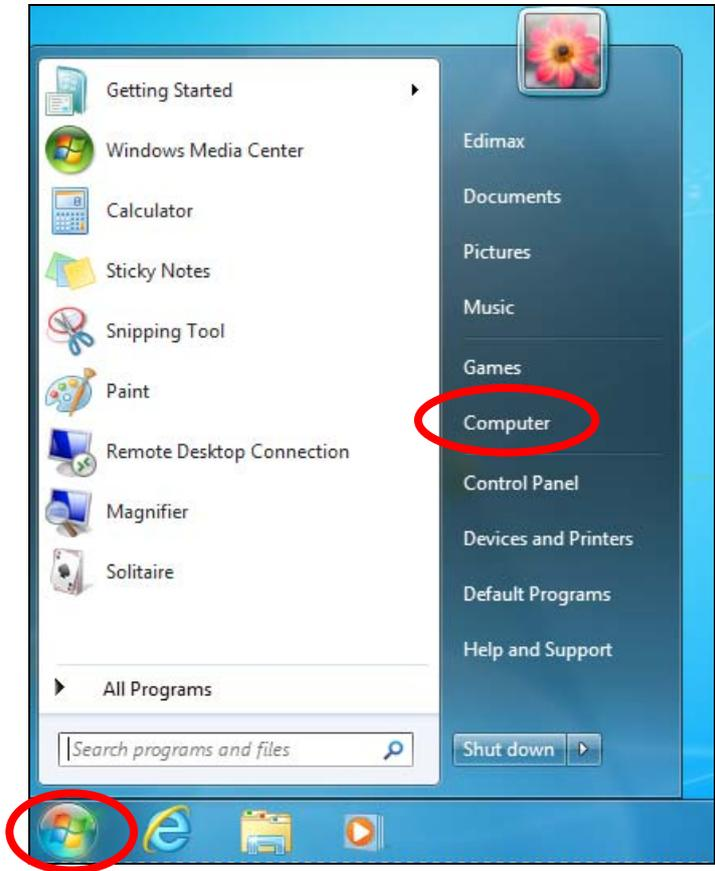 Getting Started
Windows Media Center
Calculator
Sticky Notes
Snipping Tool
Paint
Remote Desktop Connection
Magnifier
Solitaire
All Programs
Search programs and files
Edimax
Documents
Pictures
Music
Games
Computer
Control Panel
Devices and Printers
Default Programs
Help and Support
Shut down